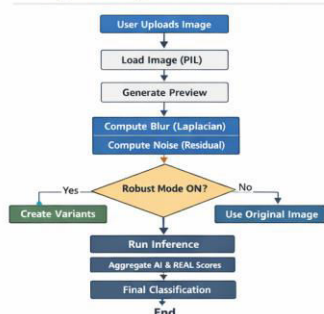 User Uploads Image
Load Image (PIL)
Generate Preview
Compute Blur (Laplacian)
Compute Noise (Residual)
Yes
Robust Mode ON?
No
Create Variants
Use Original Image
Run Inference
Aggregate AI & REAL Scores
Final Classification
End